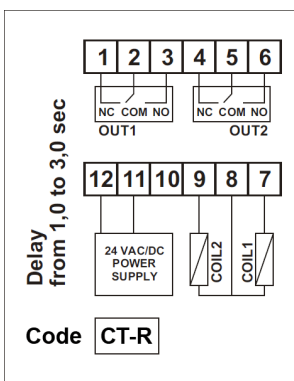 1 2 3 4 5 6
NC COM NO NC COM NO
OUT1 OUT2
12 11 10 9 8 7
24 VAC/DC
POWER
SUPPLY
COIL2
COIL1
Delay
from 1,0 to 3,0 sec
Code CT-R